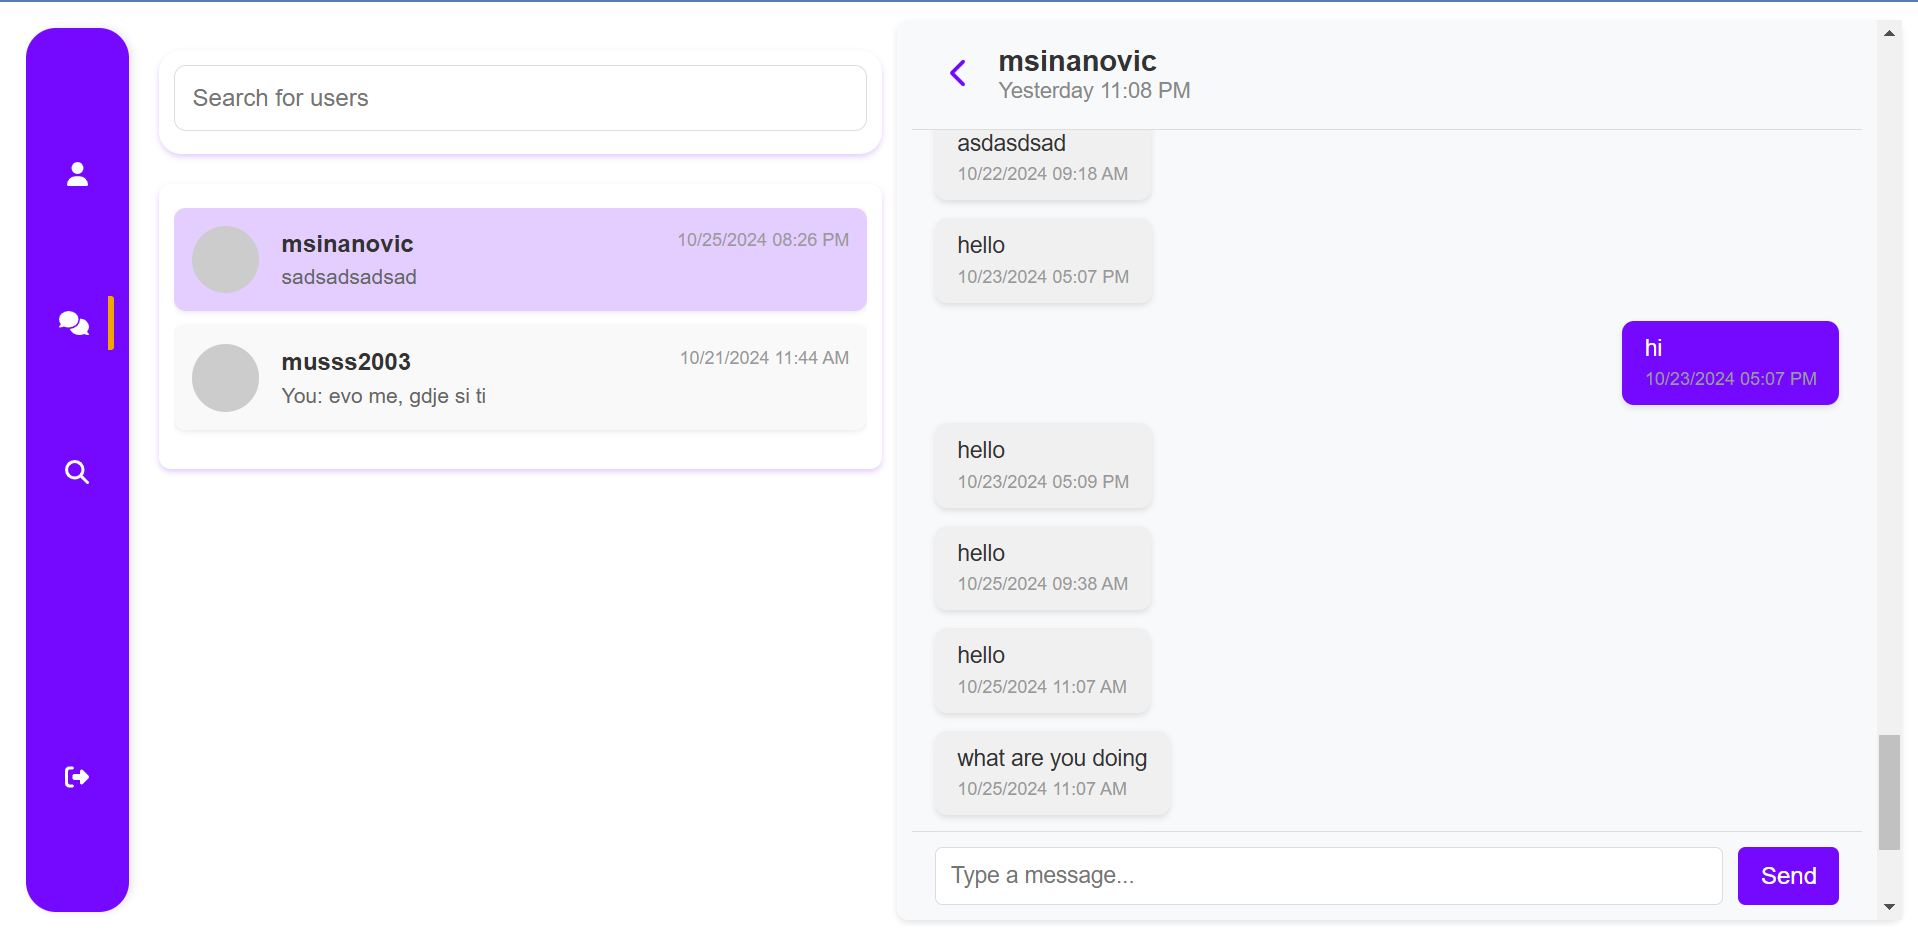 Search for users
msinanovic
10/25/2024 08:26 PM
sadsadsadsad
musss2003
10/21/2024 11:44 AM
You: evo me, gdje si ti
msinanovic
Yesterday 11:08 PM
asdasdsad
10/22/2024 09:18 AM
hello
10/23/2024 05:07 PM
hi
10/23/2024 05:07 PM
hello
10/23/2024 05:09 PM
hello
10/25/2024 09:38 AM
hello
10/25/2024 11:07 AM
what are you doing
10/25/2024 11:07 AM
Type a message...
Send